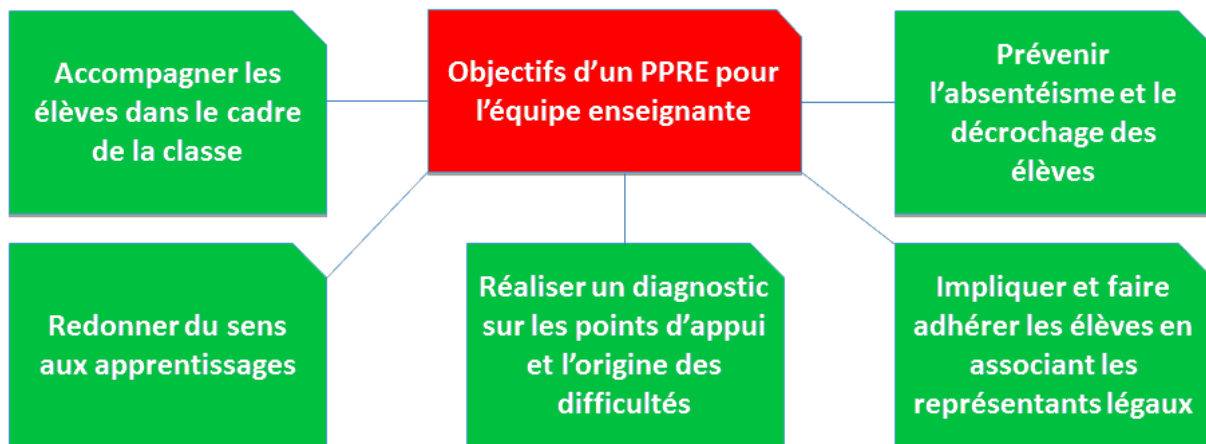 Accompagner les
élèves dans le cadre
de la classe
Objectifs d’un PPRE pour
l’équipe enseignante
Prévenir
l’absentéisme et le
décrochage des
élèves
Redonner du sens
aux apprentissages
Réaliser un diagnostic
sur les points d’appui
et l’origine des
difficultés
Impliquer et faire
adhérer les élèves en
associant les
représentants légaux